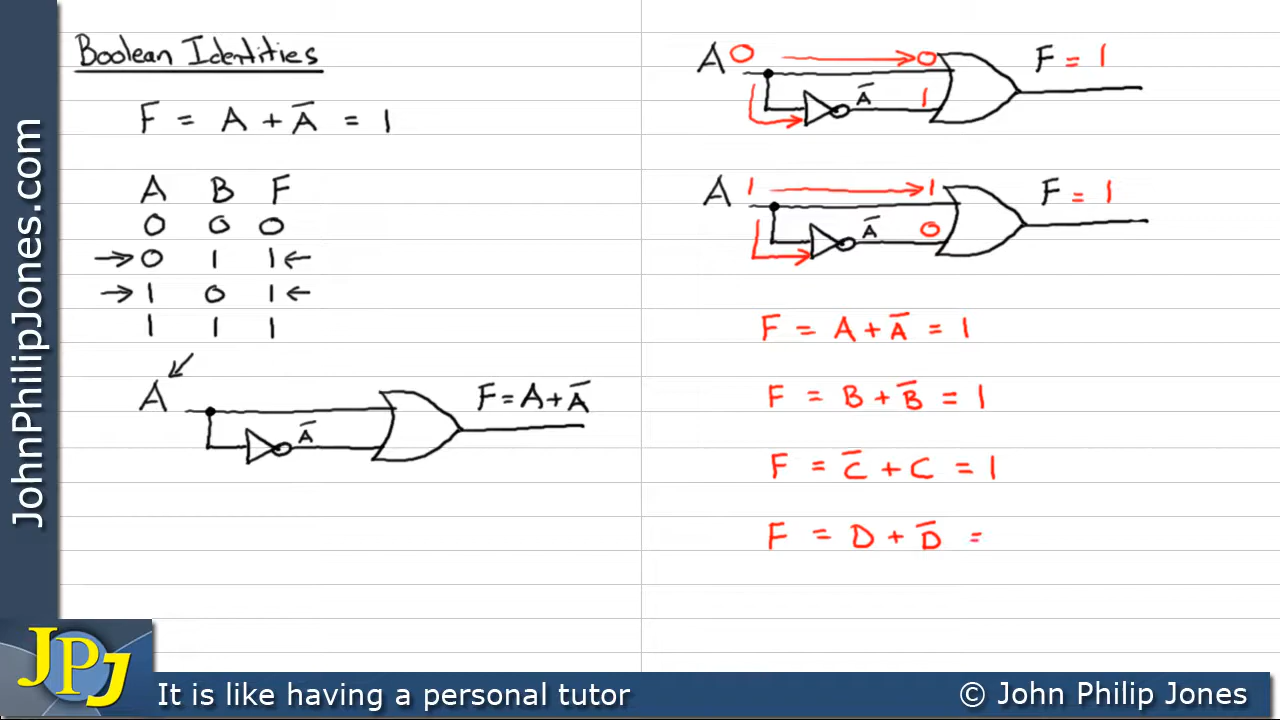 JohnPhilipJones.com
Boolean Identities
F = A + A̅ = 1
A B F
0 0 0
→ 0 1 1 ←
→ 1 0 1 ←
1 1 1
A
A̅
F = A + A̅
A 0 0 F = 1
A̅ 1
A 1 1 F = 1
A̅ 0
F = A + A̅ = 1
F = B + B̅ = 1
F = C̅ + C = 1
F = D + D̅ =
JPJ
It is like having a personal tutor
© John Philip Jones